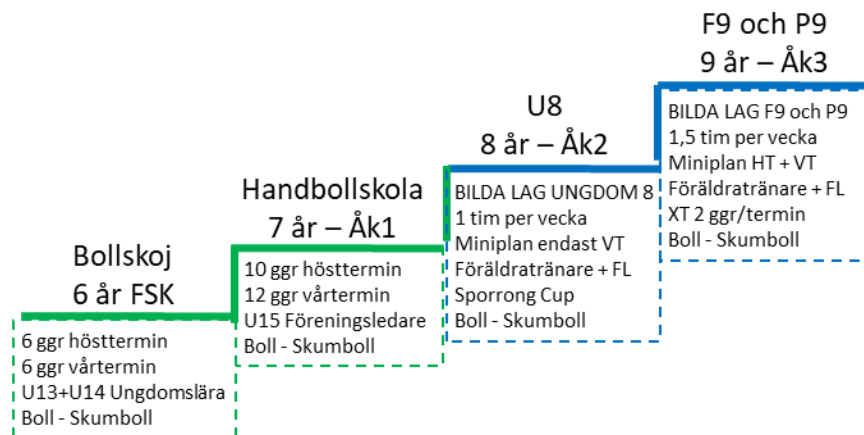 Bollskoj
6 år FSK
6 ggr hösttermin
6 ggr vårtermin
U13+U14 Ungdomslära
Boll - Skumboll
Handbollskola
7 år – Åk1
10 ggr hösttermin
12 ggr vårtermin
U15 Föreningsledare
Boll - Skumboll
U8
8 år – Åk2
BILDA LAG UNGDOM 8
1 tim per vecka
Miniplan endast VT
Föräldratränare + FL
Sporrong Cup
Boll - Skumboll
F9 och P9
9 år – Åk3
BILDA LAG F9 och P9
1,5 tim per vecka
Miniplan HT + VT
Föräldratränare + FL
XT 2 ggr/termin
Boll - Skumboll